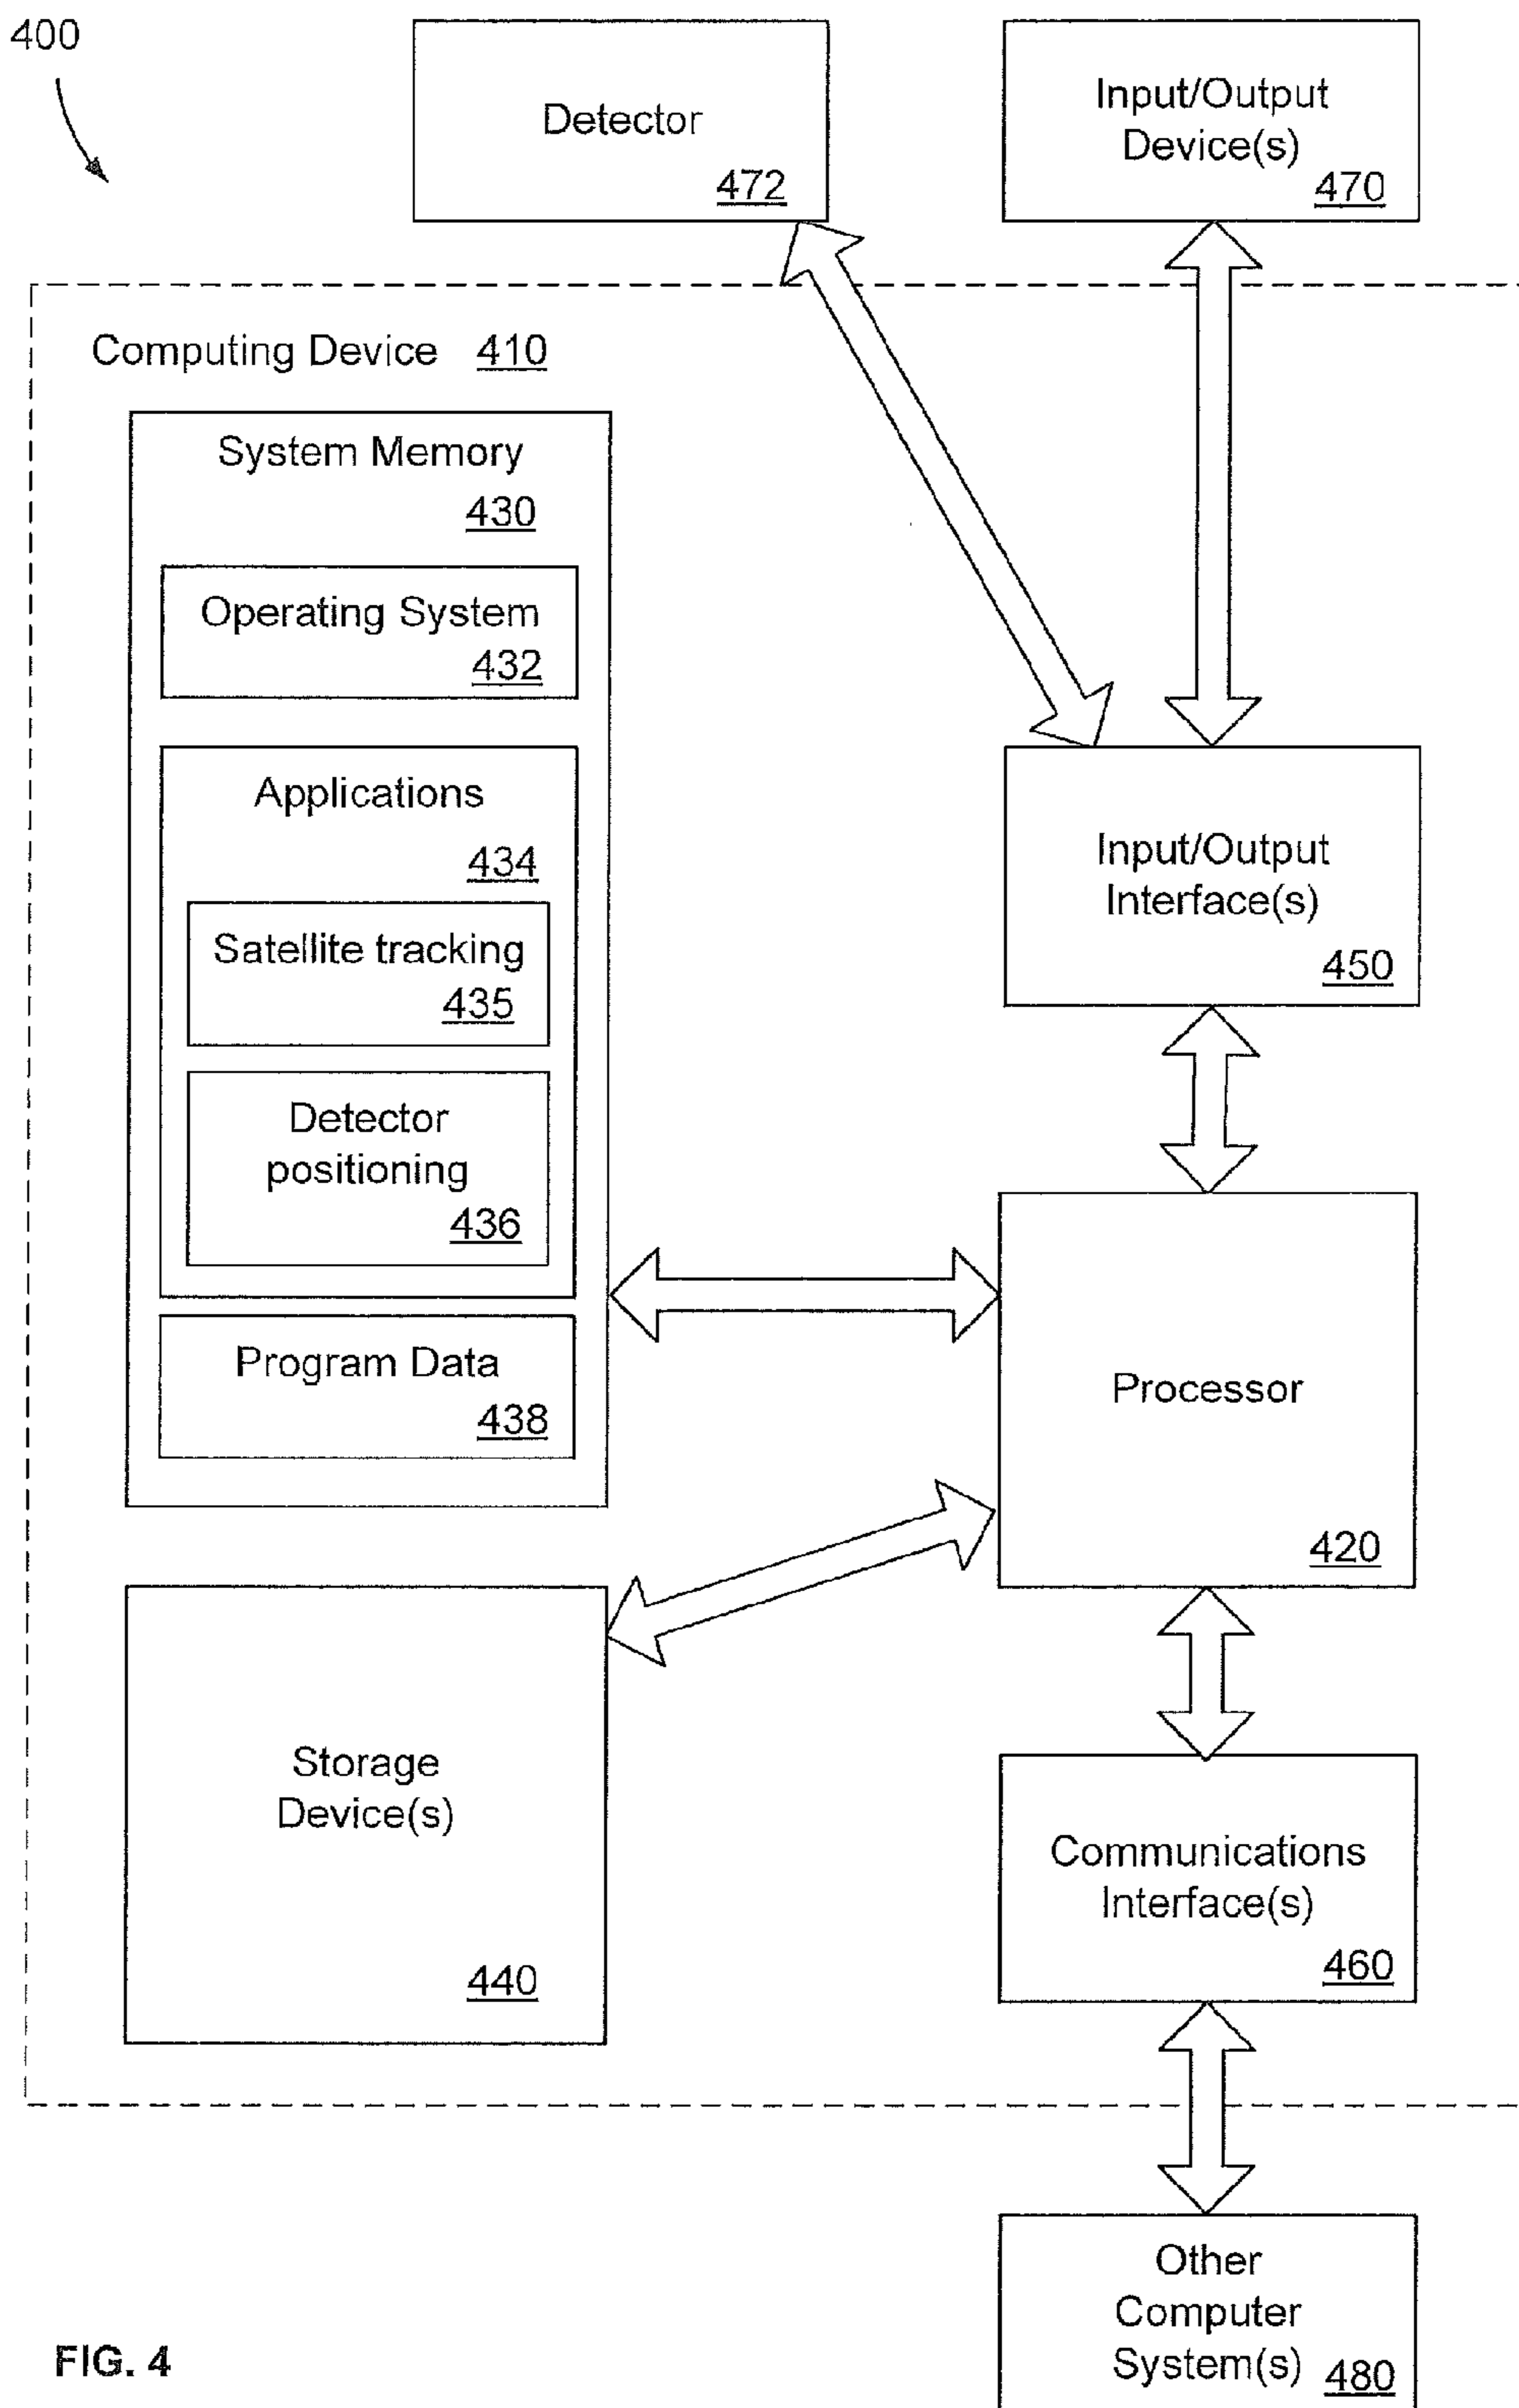 400
Detector
472
Input/Output
Device(s)
470
Computing Device 410
System Memory
430
Operating System
432
Applications
434
Satellite tracking
435
Detector
positioning
436
Program Data
438
Input/Output
Interface(s)
450
Processor
420
Storage
Device(s)
440
Communications
Interface(s)
460
Other
Computer
System(s) 480
FIG. 4